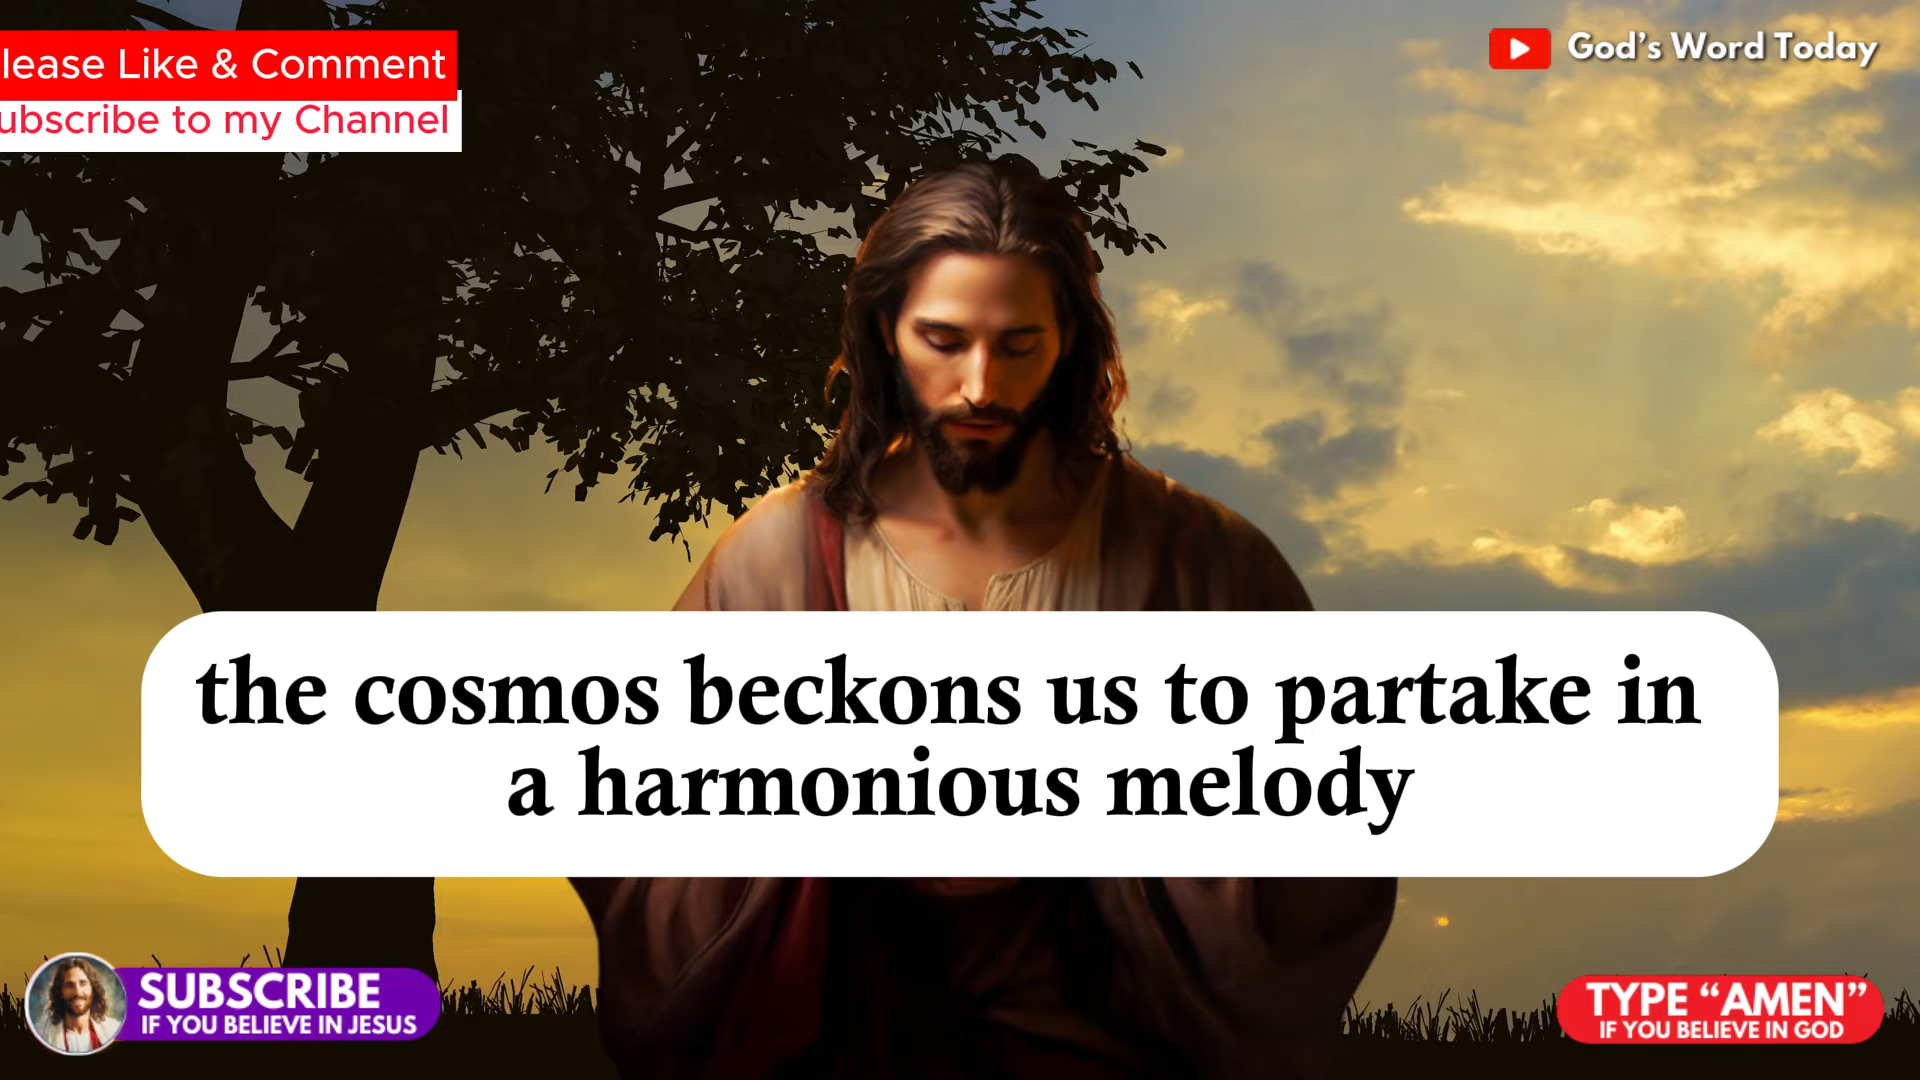 lease Like & Comment
ubscribe to my Channel
God's Word Today
the cosmos beckons us to partake in
a harmonious melody
SUBSCRIBE
IF YOU BELIEVE IN JESUS
TYPE “AMEN”
IF YOU BELIEVE IN GOD